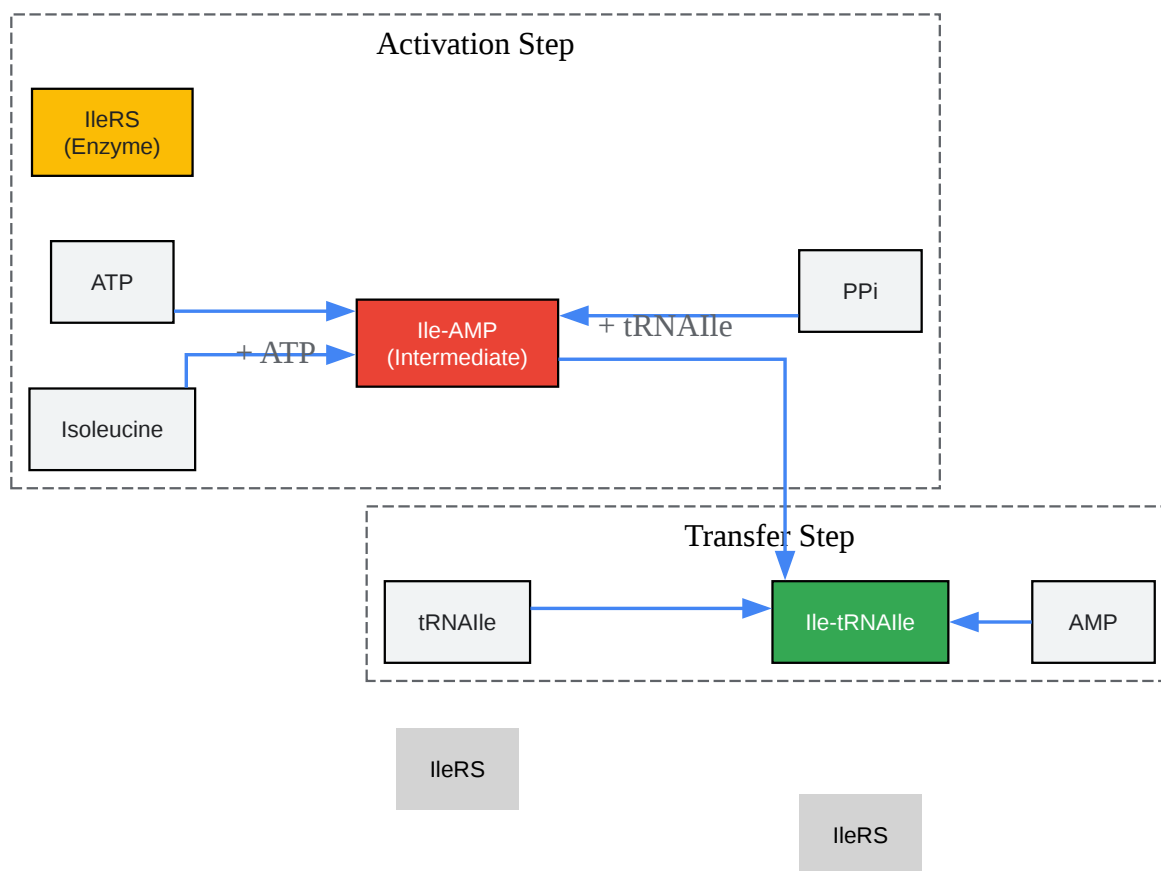 Activation Step
IleRS
(Enzyme)
ATP
PPi
Ile-AMP
(Intermediate)
+ tRNAIle
+ ATP
Isoleucine
Transfer Step
tRNAIle
Ile-tRNAIle
AMP
IleRS
IleRS